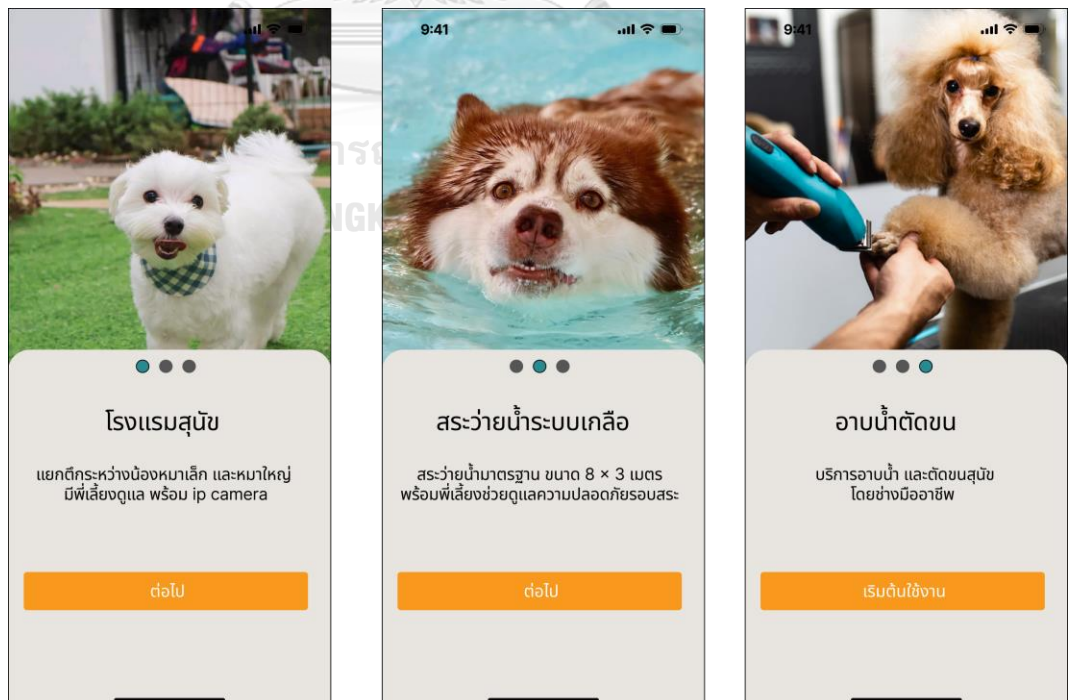 โรงแรมสุนัข
แยกตึกระหว่างน้องหมาเล็ก และหมาใหญ่
มีพี่เลี้ยงดูแล พร้อม ip camera
ต่อไป
9:41
สระว่ายน้ำระบบเกลือ
สระว่ายน้ำมาตรฐาน ขนาด 8 × 3 เมตร
พร้อมพี่เลี้ยงช่วยดูแลความปลอดภัยรอบสระ
ต่อไป
9:41
อาบน้ำตัดขน
บริการอาบน้ำ และตัดขนสุนัข
โดยช่างมืออาชีพ
เริ่มต้นใช้งาน